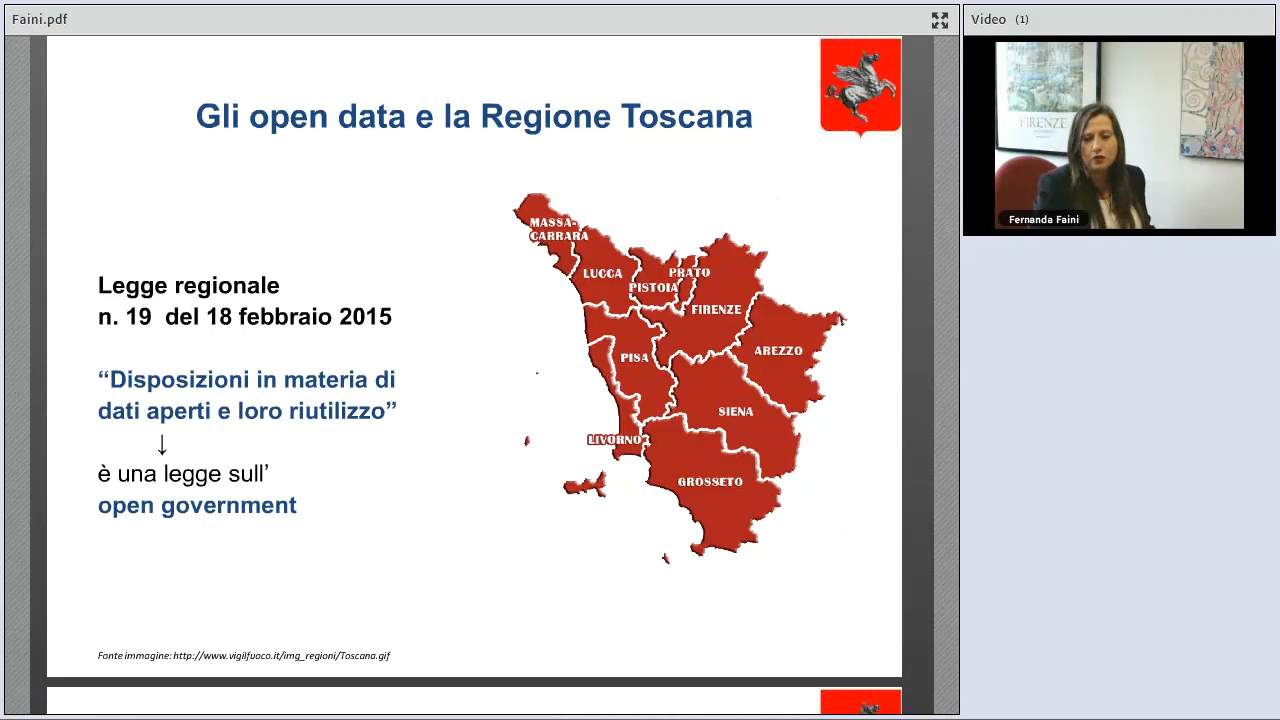 Faini.pdf
Gli open data e la Regione Toscana
Legge regionale
n. 19 del 18 febbraio 2015
“Disposizioni in materia di
dati aperti e loro riutilizzo”
↓
è una legge sull’
open government
MASSA-
CARRARA
LUCCA
PISTOIA
PRATO
FIRENZE
AREZZO
PISA
SIENA
LIVORNO
GROSSETO
Fonte immagine: http://www.vigilfuoco.it/img_regioni/Toscana.gif
Video (1)
FIRENZE
Fernanda Faini